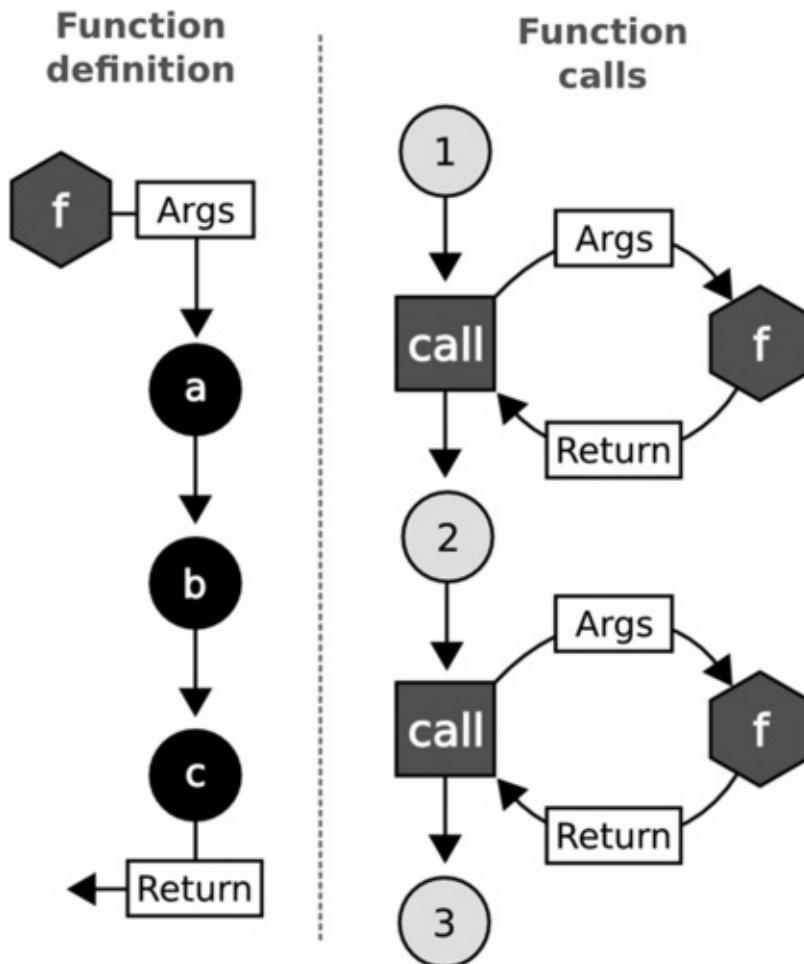 Function
definition
f
Args
a
b
c
Return
Function
calls
1
Args
call
f
Return
2
Args
call
f
Return
3